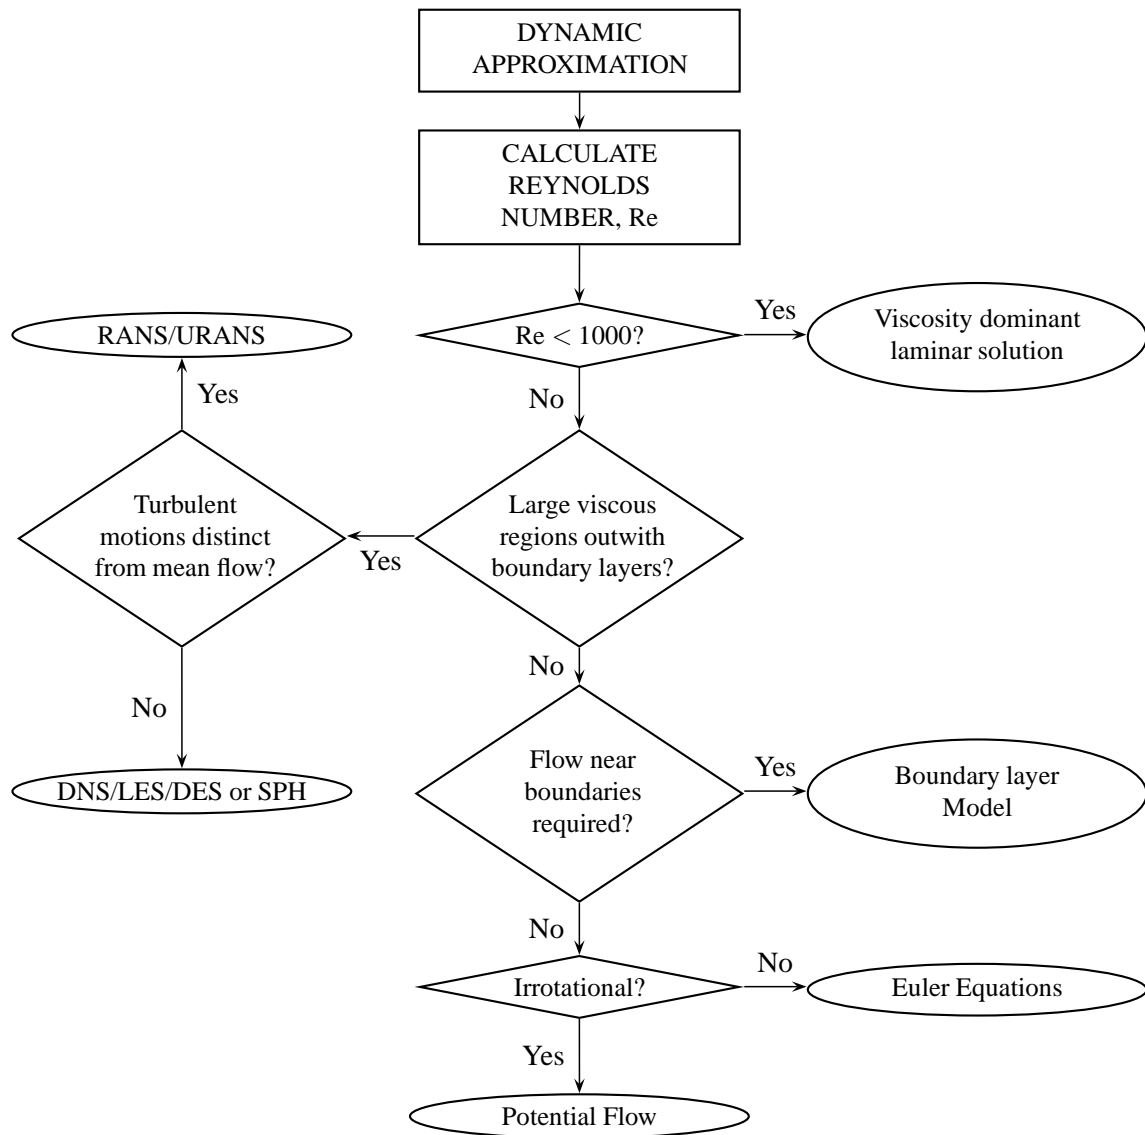 DYNAMIC
APPROXIMATION
CALCULATE
REYNOLDS
NUMBER, Re
Re < 1000?
Yes
Viscosity dominant
laminar solution
No
RANS/URANS
Yes
Turbulent
motions distinct
from mean flow?
Yes
Large viscous
regions outwith
boundary layers?
No
No
DNS/LES/DES or SPH
Flow near
boundaries
required?
Yes
Boundary layer
Model
No
Irrotational?
No
Euler Equations
Yes
Potential Flow